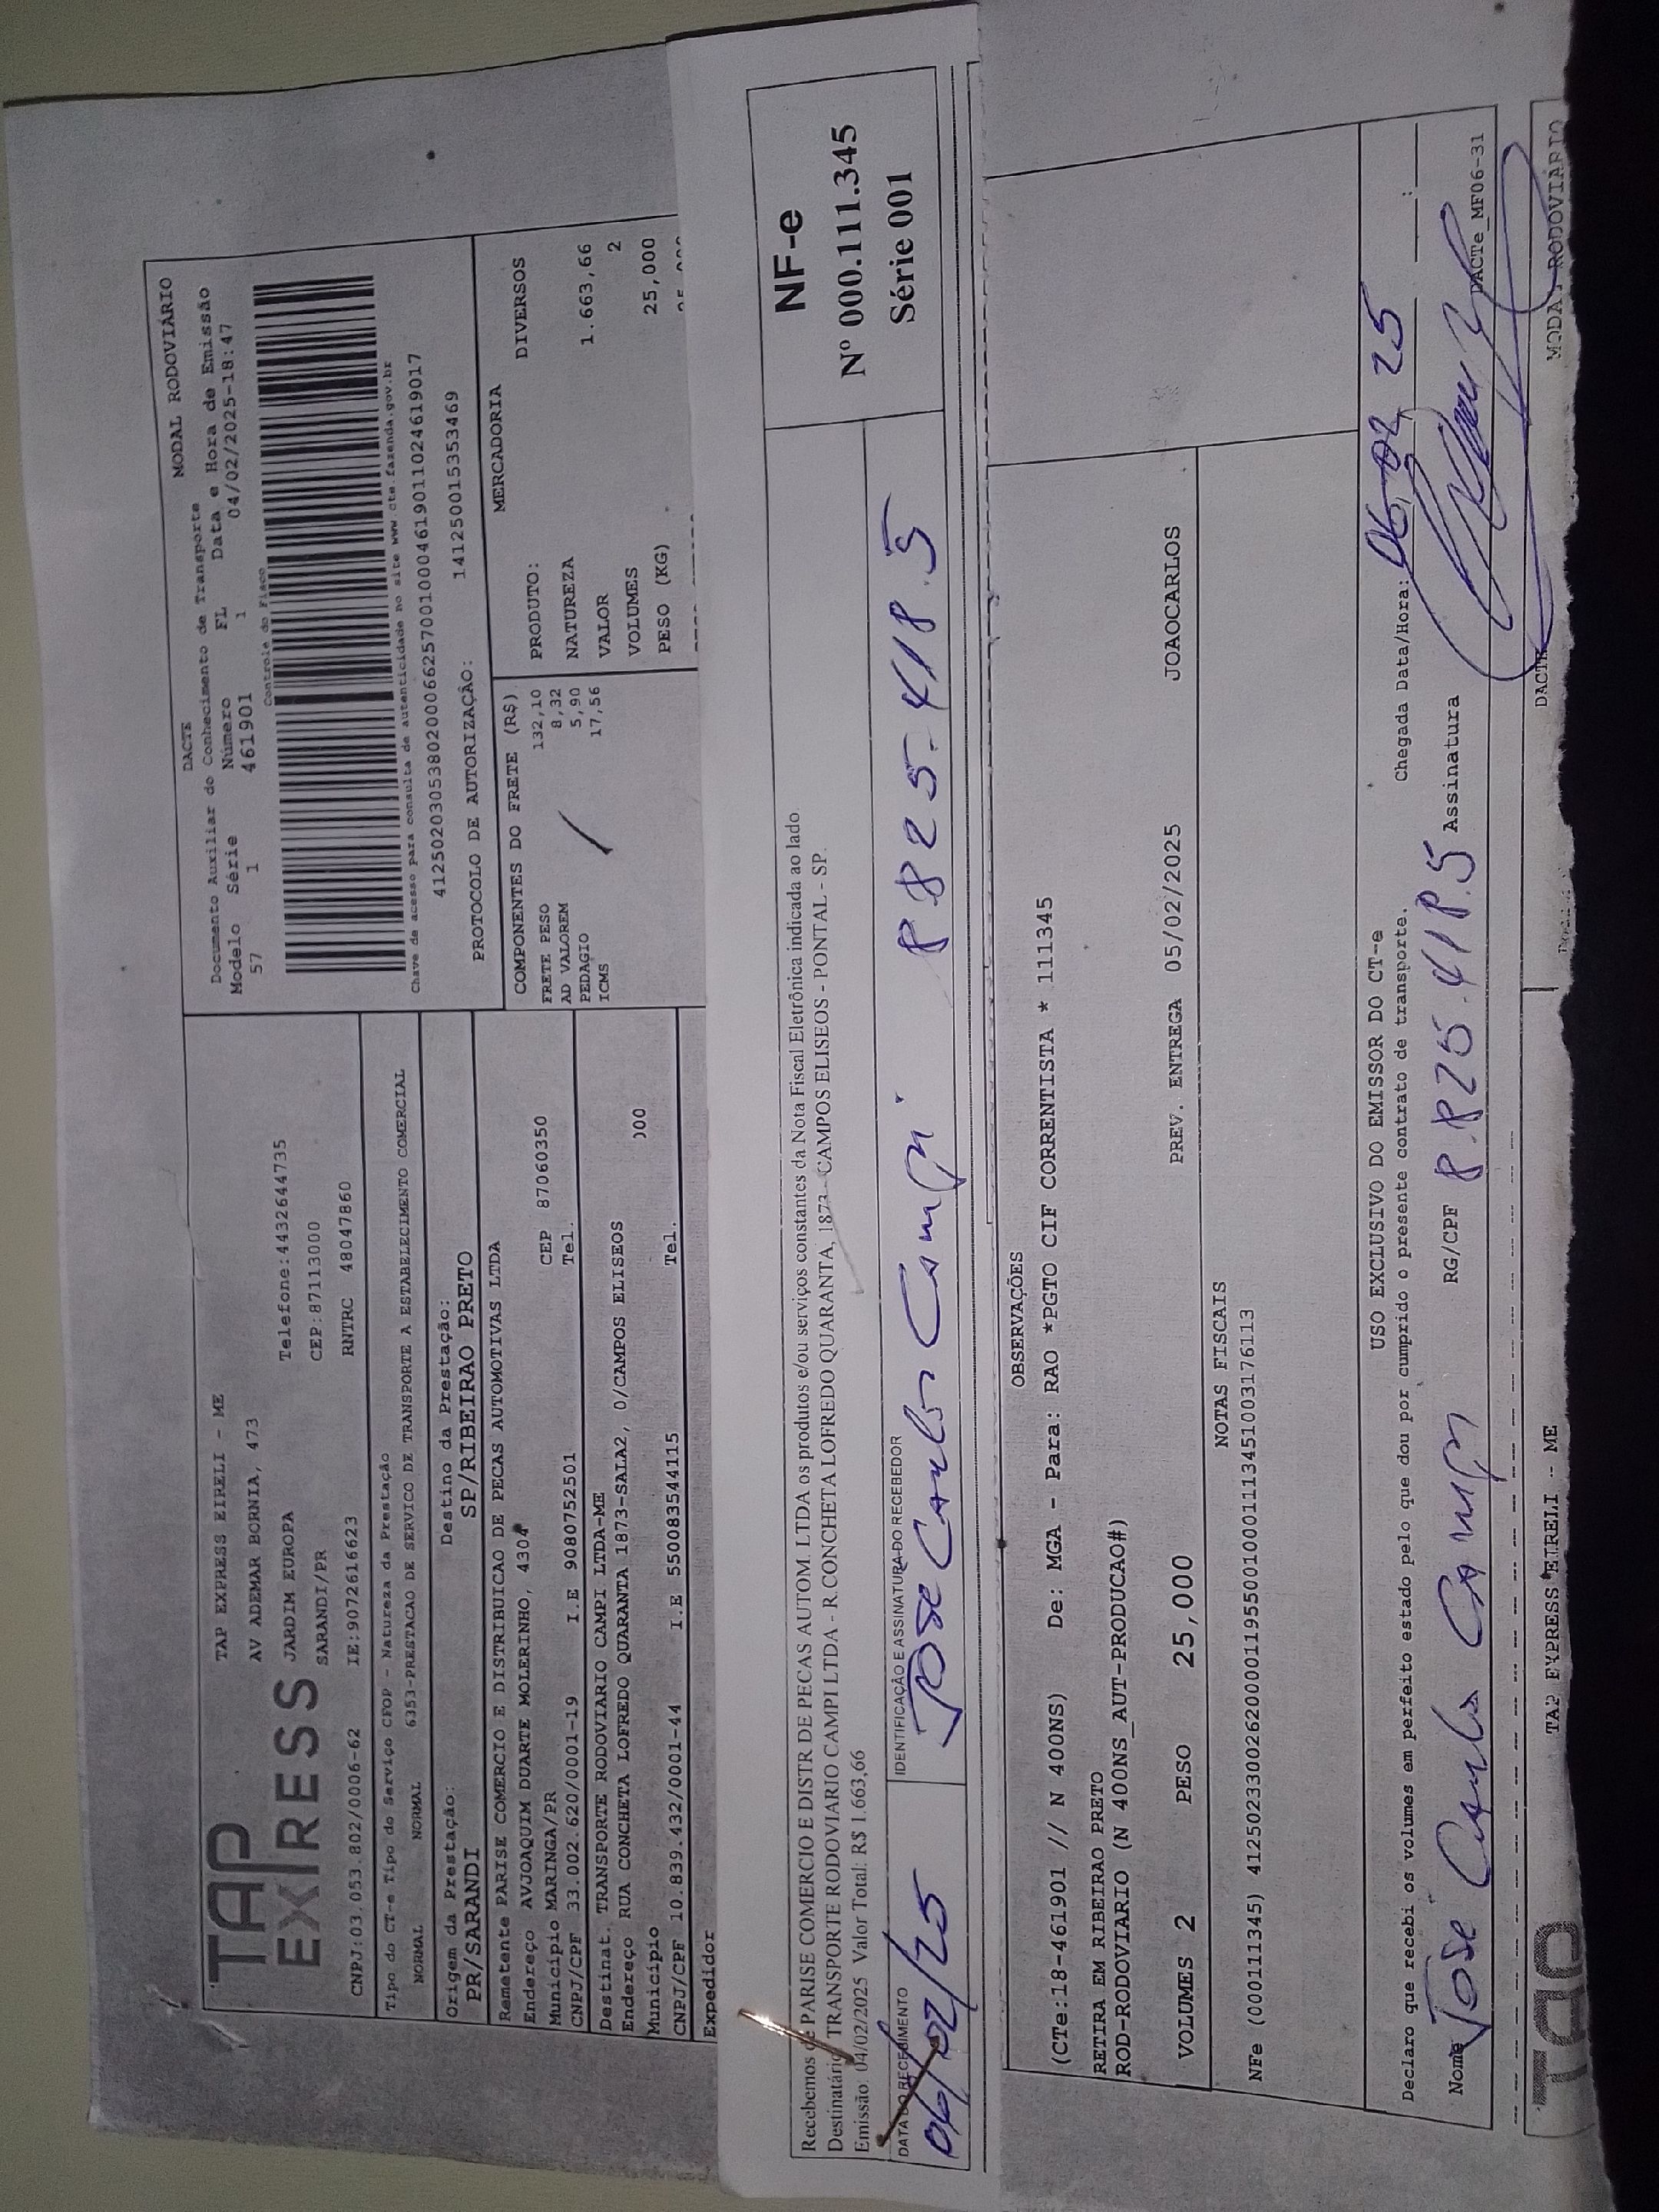 TAP
EXPRESS
TAP EXPRESS EIRELI - ME
AV ADEMAR BORNIA, 473
JARDIM EUROPA Telefone:4432644735
SARANDI/PR CEP:87113000
CNPJ:03.053.802/0006-62 IE:9072616623 RNTRC 48047860
DACTE MODAL RODOVIÁRIO
Documento Auxiliar do Conhecimento de Transporte
Modelo Série Número FL Data e Hora de Emissão
57 1 461901 1 04/02/2025-18:47
Controle do Fisco
Chave de acesso para consulta de autenticidade no site www.cte.fazenda.gov.br
41250203053802000662570010004619011024619017
PROTOCOLO DE AUTORIZAÇÃO: 141250015353469
Tipo do CT-e Tipo do Serviço CFOP - Natureza da Prestação
NORMAL NORMAL 6353-PRESTACAO DE SERVICO DE TRANSPORTE A ESTABELECIMENTO COMERCIAL
Origem da Prestação: Destino da Prestação:
PR/SARANDI SP/RIBEIRAO PRETO
Remetente PARISE COMERCIO E DISTRIBUICAO DE PECAS AUTOMOTIVAS LTDA
Endereço AVJOAQUIM DUARTE MOLERINHO, 4304
Município MARINGA/PR CEP 87060350
CNPJ/CPF 33.002.620/0001-19 I.E 9080752501 Tel.
Destinat. TRANSPORTE RODOVIARIO CAMPI LTDA-ME
Endereço RUA CONCHETA LOFREDO QUARANTA 1873-SALA2, 0/CAMPOS ELISEOS
Município 000
CNPJ/CPF 10.839.432/0001-44 I.E 550083544115 Tel.
Expedidor
COMPONENTES DO FRETE (R$)
FRETE PESO 132,10
AD VALOREM 8,32
PEDAGIO 5,90
ICMS 17,56
MERCADORIA
PRODUTO: DIVERSOS
NATUREZA
VALOR 1.663,66
VOLUMES 2
PESO (KG) 25,000
Recebemos de PARISE COMERCIO E DISTR DE PECAS AUTOM. LTDA os produtos e/ou serviços constantes da Nota Fiscal Eletrônica indicada ao lado
Destinatário: TRANSPORTE RODOVIARIO CAMPI LTDA - R.CONCHETA LOFREDO QUARANTA, 1873 - CAMPOS ELISEOS - PONTAL - SP.
Emissão: 04/02/2025 Valor Total: R$ 1.663,66
DATA DO RECEBIMENTO IDENTIFICAÇÃO E ASSINATURA DO RECEBEDOR
06/02/25 Jose Carlos Campi 8825.418.5
NF-e
Nº 000.111.345
Série 001
OBSERVAÇÕES
(CTe:18-461901 // N 400NS) De: MGA - Para: RAO *PGTO CIF CORRENTISTA * 111345
RETIRA EM RIBEIRAO PRETO
ROD-RODOVIARIO (N 400NS_AUT-PRODUCAO#)
VOLUMES 2 PESO 25,000 PREV. ENTREGA 05/02/2025 JOAOCARLOS
NOTAS FISCAIS
NFe (000111345) 41250233002620000119550010001113451003176113
USO EXCLUSIVO DO EMISSOR DO CT-e
Declaro que recebi os volumes em perfeito estado pelo que dou por cumprido o presente contrato de transporte. Chegada Data/Hora: 06/02 25 :
Nome Jose Carlos Campi RG/CPF 8.825.418.5 Assinatura
DACTe_MF06-31
TAP
TAP EXPRESS EIRELI - ME
DACTE MODAL RODOVIÁRIO